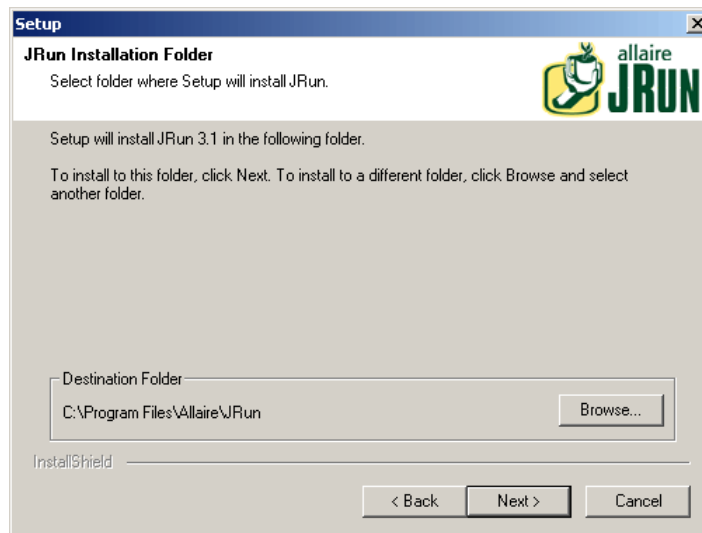 Setup
JRun Installation Folder
Select folder where Setup will install JRun.
allaire
JRUN
Setup will install JRun 3.1 in the following folder.
To install to this folder, click Next. To install to a different folder, click Browse and select
another folder.
Destination Folder
C:\Program Files\Allaire\JRun
Browse...
InstallShield
< Back
Next >
Cancel